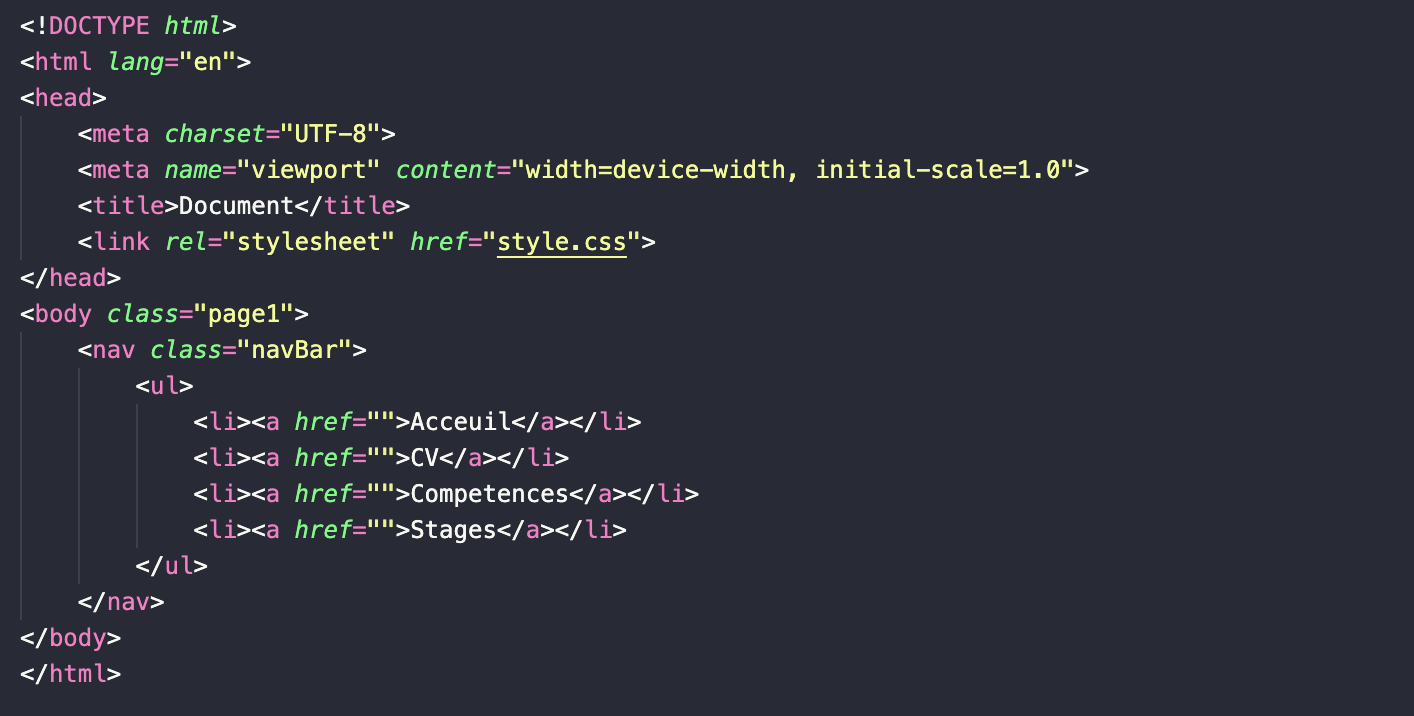 <!DOCTYPE html>
<html lang="en">
<head>
    <meta charset="UTF-8">
    <meta name="viewport" content="width=device-width, initial-scale=1.0">
    <title>Document</title>
    <link rel="stylesheet" href="style.css">
</head>
<body class="page1">
    <nav class="navBar">
        <ul>
            <li><a href="">Acceuil</a></li>
            <li><a href="">CV</a></li>
            <li><a href="">Competences</a></li>
            <li><a href="">Stages</a></li>
        </ul>
    </nav>
</body>
</html>